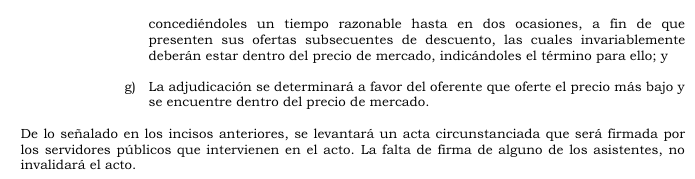 concediéndoles un tiempo razonable hasta en dos ocasiones, a fin de que
presenten sus ofertas subsecuentes de descuento, las cuales invariablemente
deberán estar dentro del precio de mercado, indicándoles el término para ello; y
g) La adjudicación se determinará a favor del oferente que oferte el precio más bajo y
se encuentre dentro del precio de mercado.
De lo señalado en los incisos anteriores, se levantará un acta circunstanciada que será firmada por
los servidores públicos que intervienen en el acto. La falta de firma de alguno de los asistentes, no
invalidará el acto.